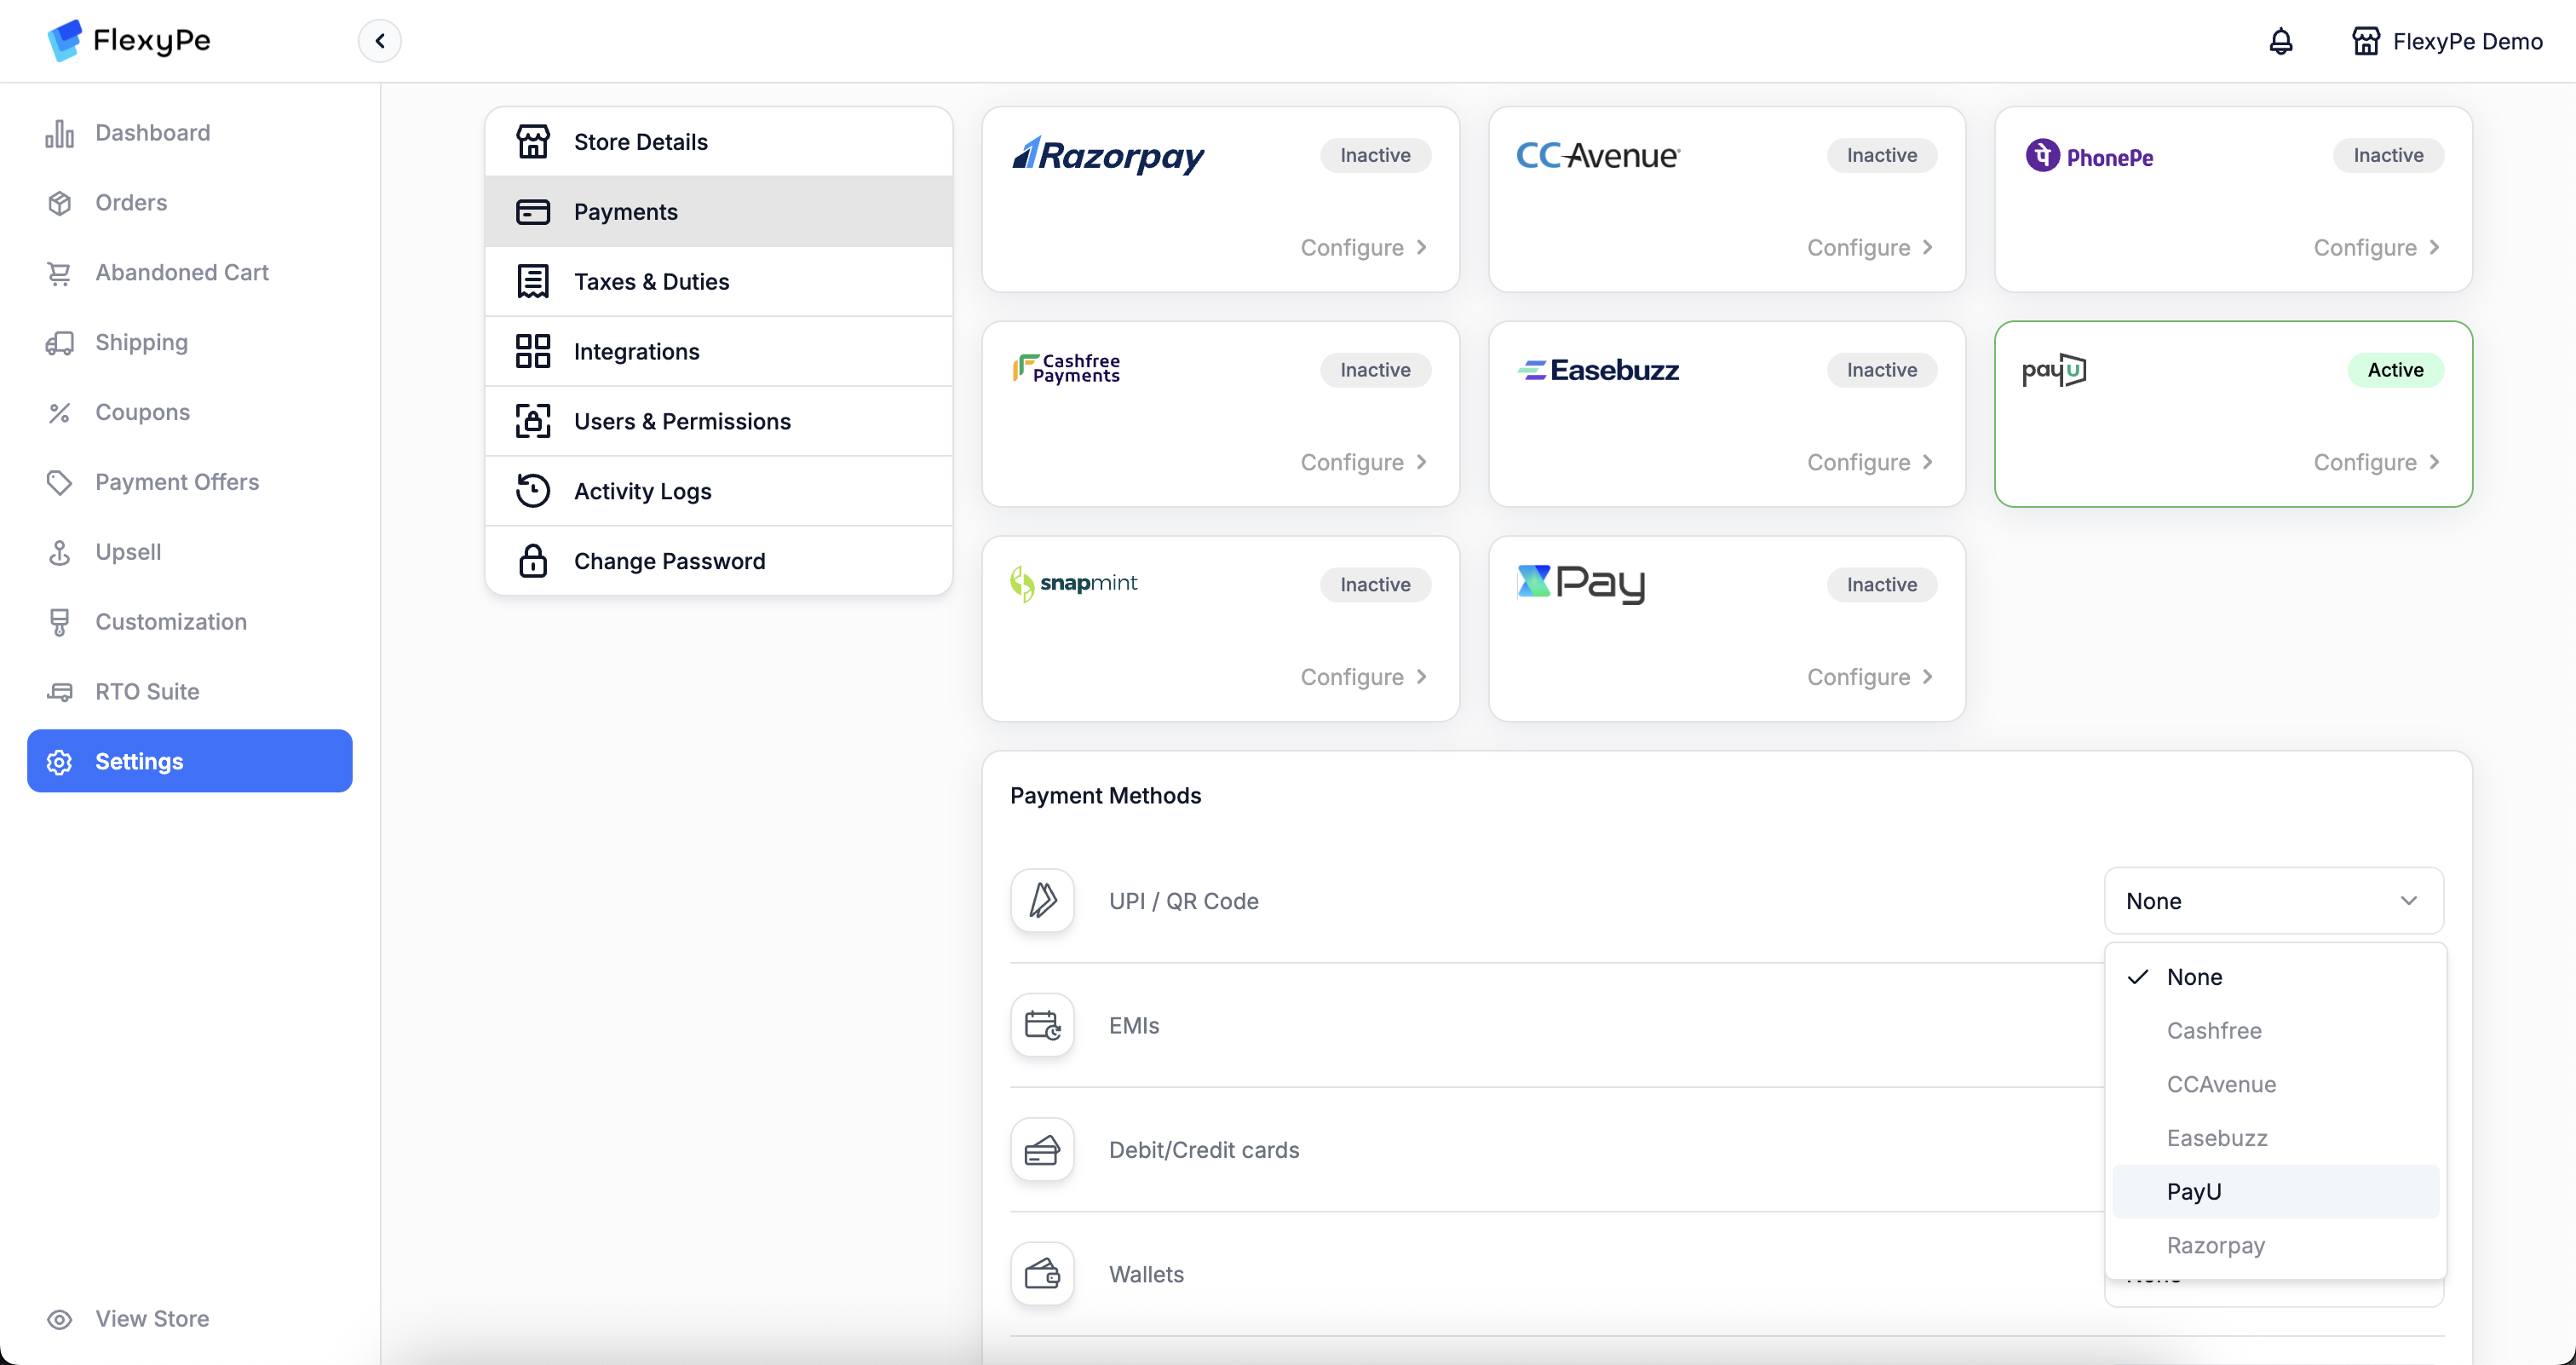 FlexyPe
FlexyPe Demo
Dashboard
Orders
Abandoned Cart
Shipping
Coupons
Payment Offers
Upsell
Customization
RTO Suite
Settings
View Store
Store Details
Payments
Taxes & Duties
Integrations
Users & Permissions
Activity Logs
Change Password
Razorpay
Inactive
Configure
CCAvenue
Inactive
Configure
PhonePe
Inactive
Configure
Cashfree
Payments
Inactive
Configure
Easebuzz
Inactive
Configure
payU
Active
Configure
snapmint
Inactive
Configure
Pay
Inactive
Configure
Payment Methods
UPI / QR Code
None
None
Cashfree
CCAvenue
Easebuzz
PayU
Razorpay
EMIs
Debit/Credit cards
Wallets